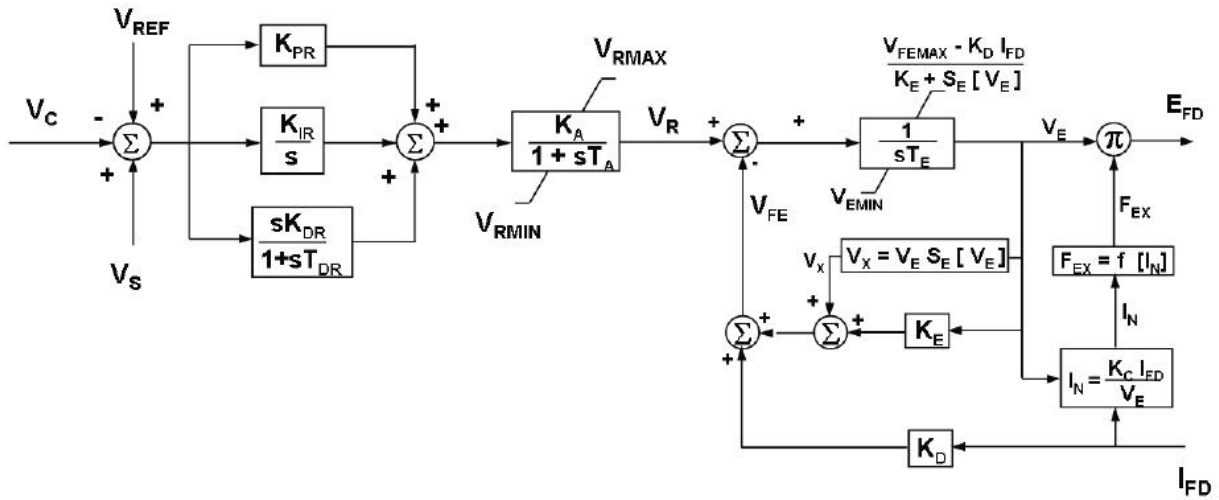 V_REF
K_PR
V_C
-
+
Σ
+
V_S
K_IR
s
sK_DR
1+sT_DR
+
+
+
Σ
V_RMAX
K_A
1 + sT_A
V_RMIN
V_R
+
Σ
-
+
V_FEMAX - K_D I_FD
K_E + S_E [ V_E ]
1
sT_E
V_EMIN
V_E
π
E_FD
V_FE
F_EX
V_X
V_X = V_E S_E [ V_E ]
F_EX = f [I_N]
+
+
Σ
+
Σ
+
K_E
I_N
I_N = K_C I_FD
V_E
K_D
I_FD